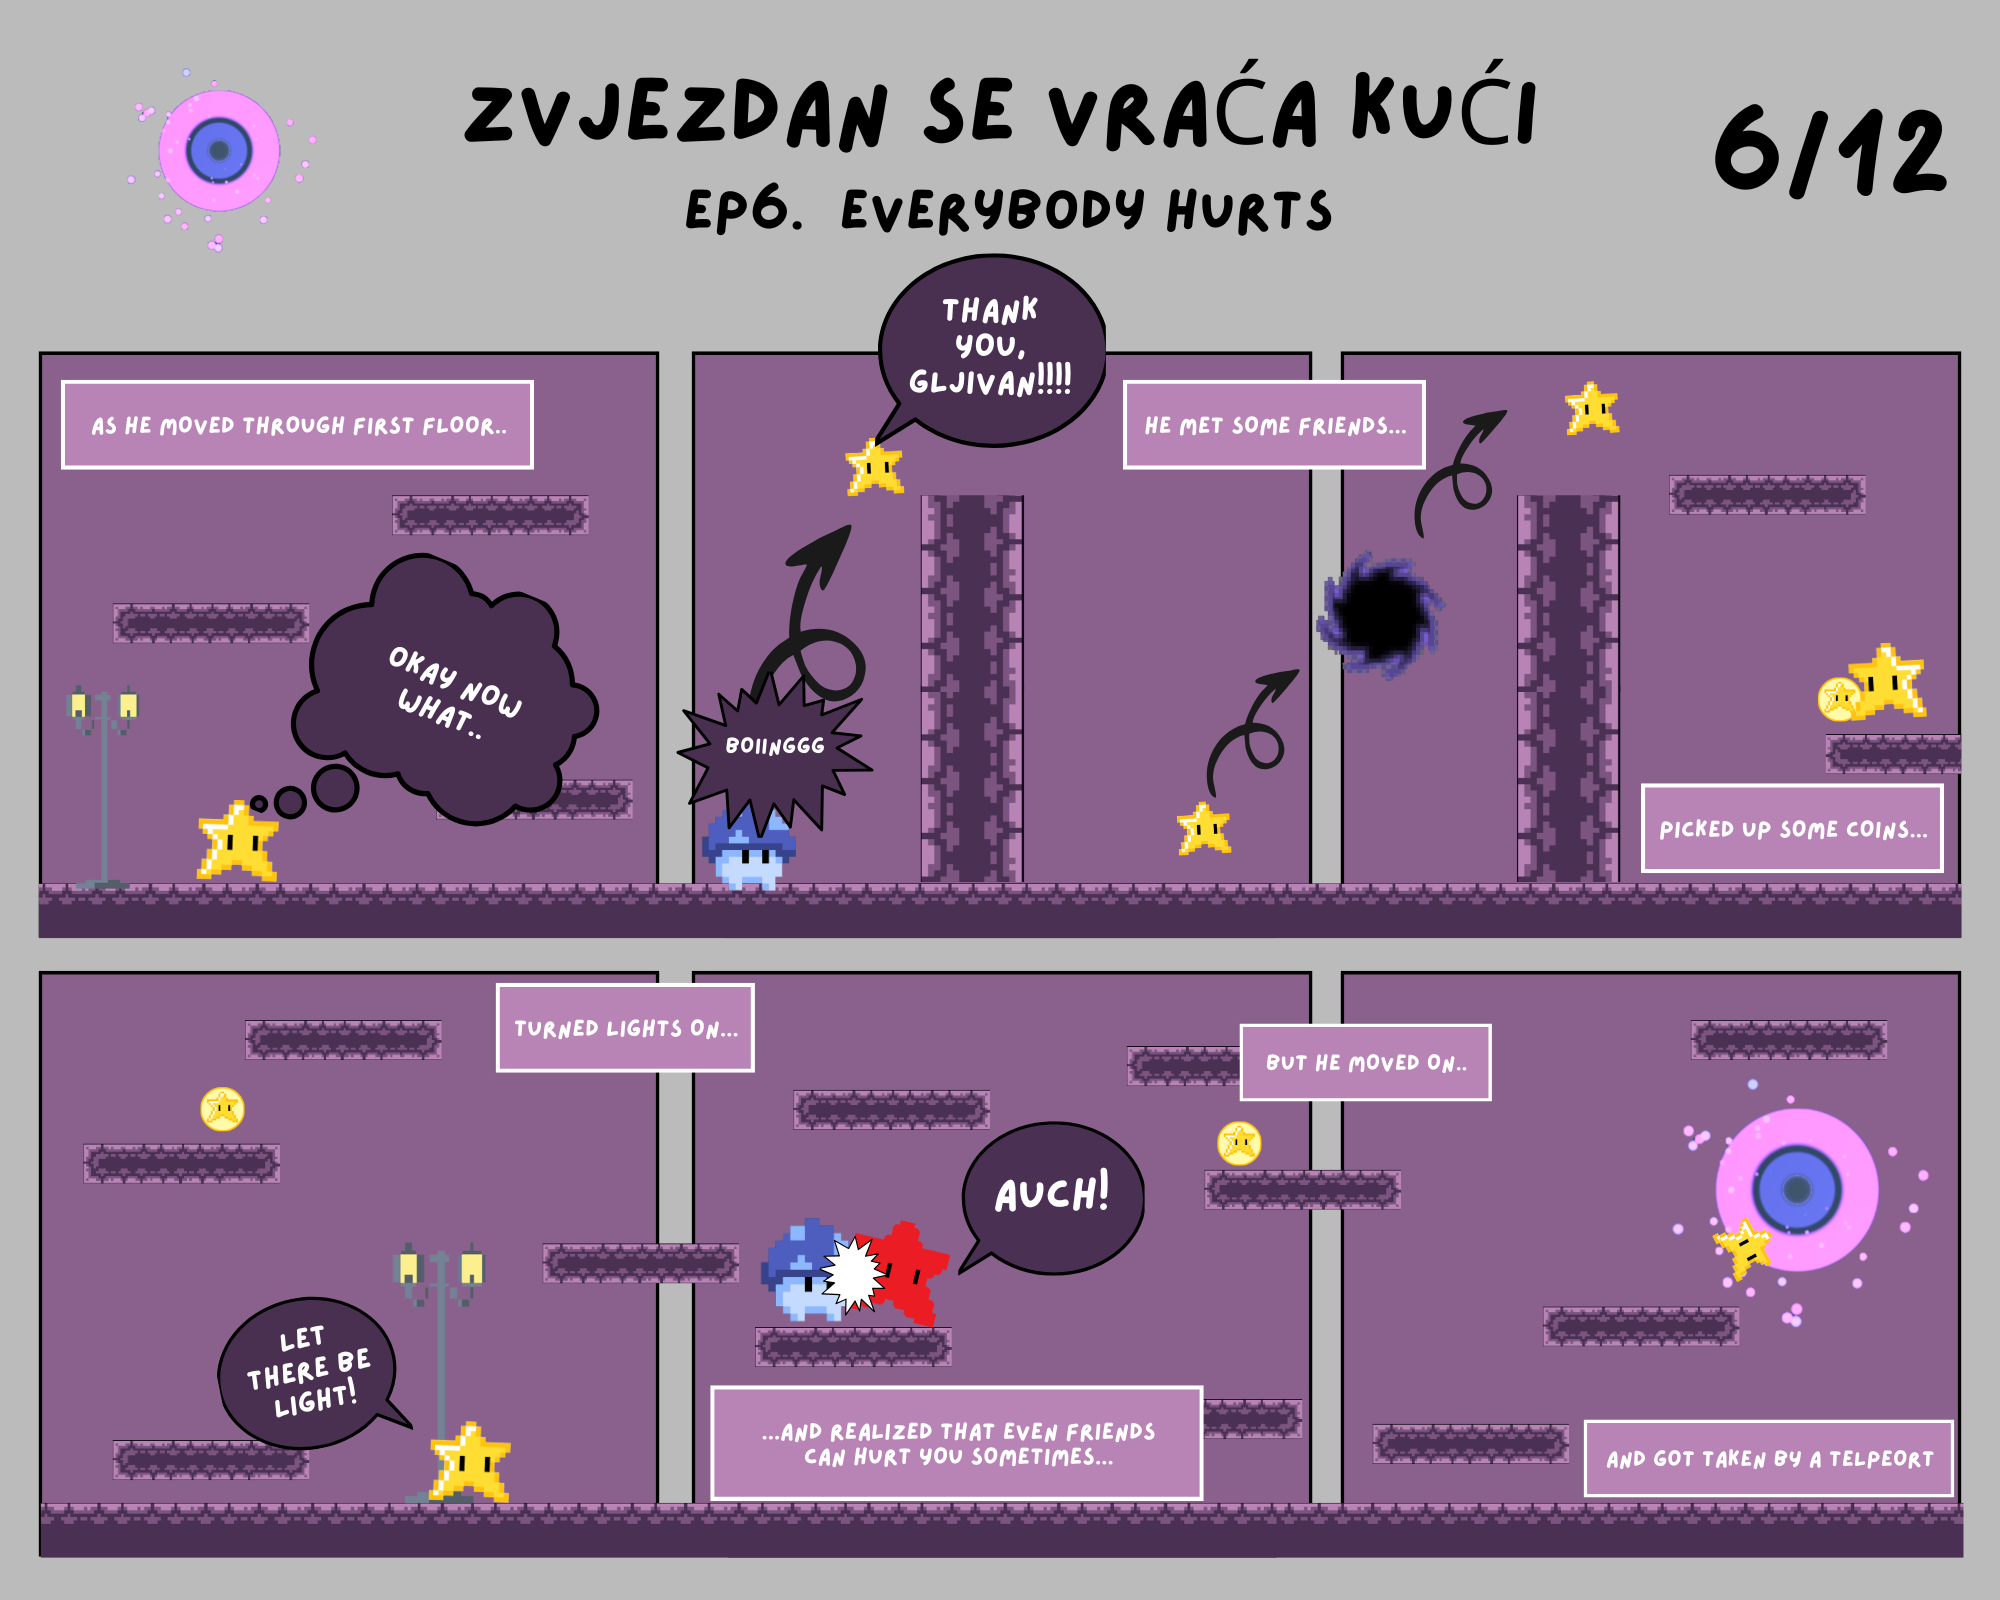 ZVJEZDAN SE VRAĆA KUĆI
6/12
EP6. EVERYBODY HURTS
AS HE MOVED THROUGH FIRST FLOOR..
OKAY NOW
WHAT..
THANK
YOU,
GLJIVAN!!!!
BOIINGGG
HE MET SOME FRIENDS...
PICKED UP SOME COINS...
TURNED LIGHTS ON...
LET
THERE BE
LIGHT!
AUCH!
...AND REALIZED THAT EVEN FRIENDS
CAN HURT YOU SOMETIMES...
BUT HE MOVED ON..
AND GOT TAKEN BY A TELPEORT